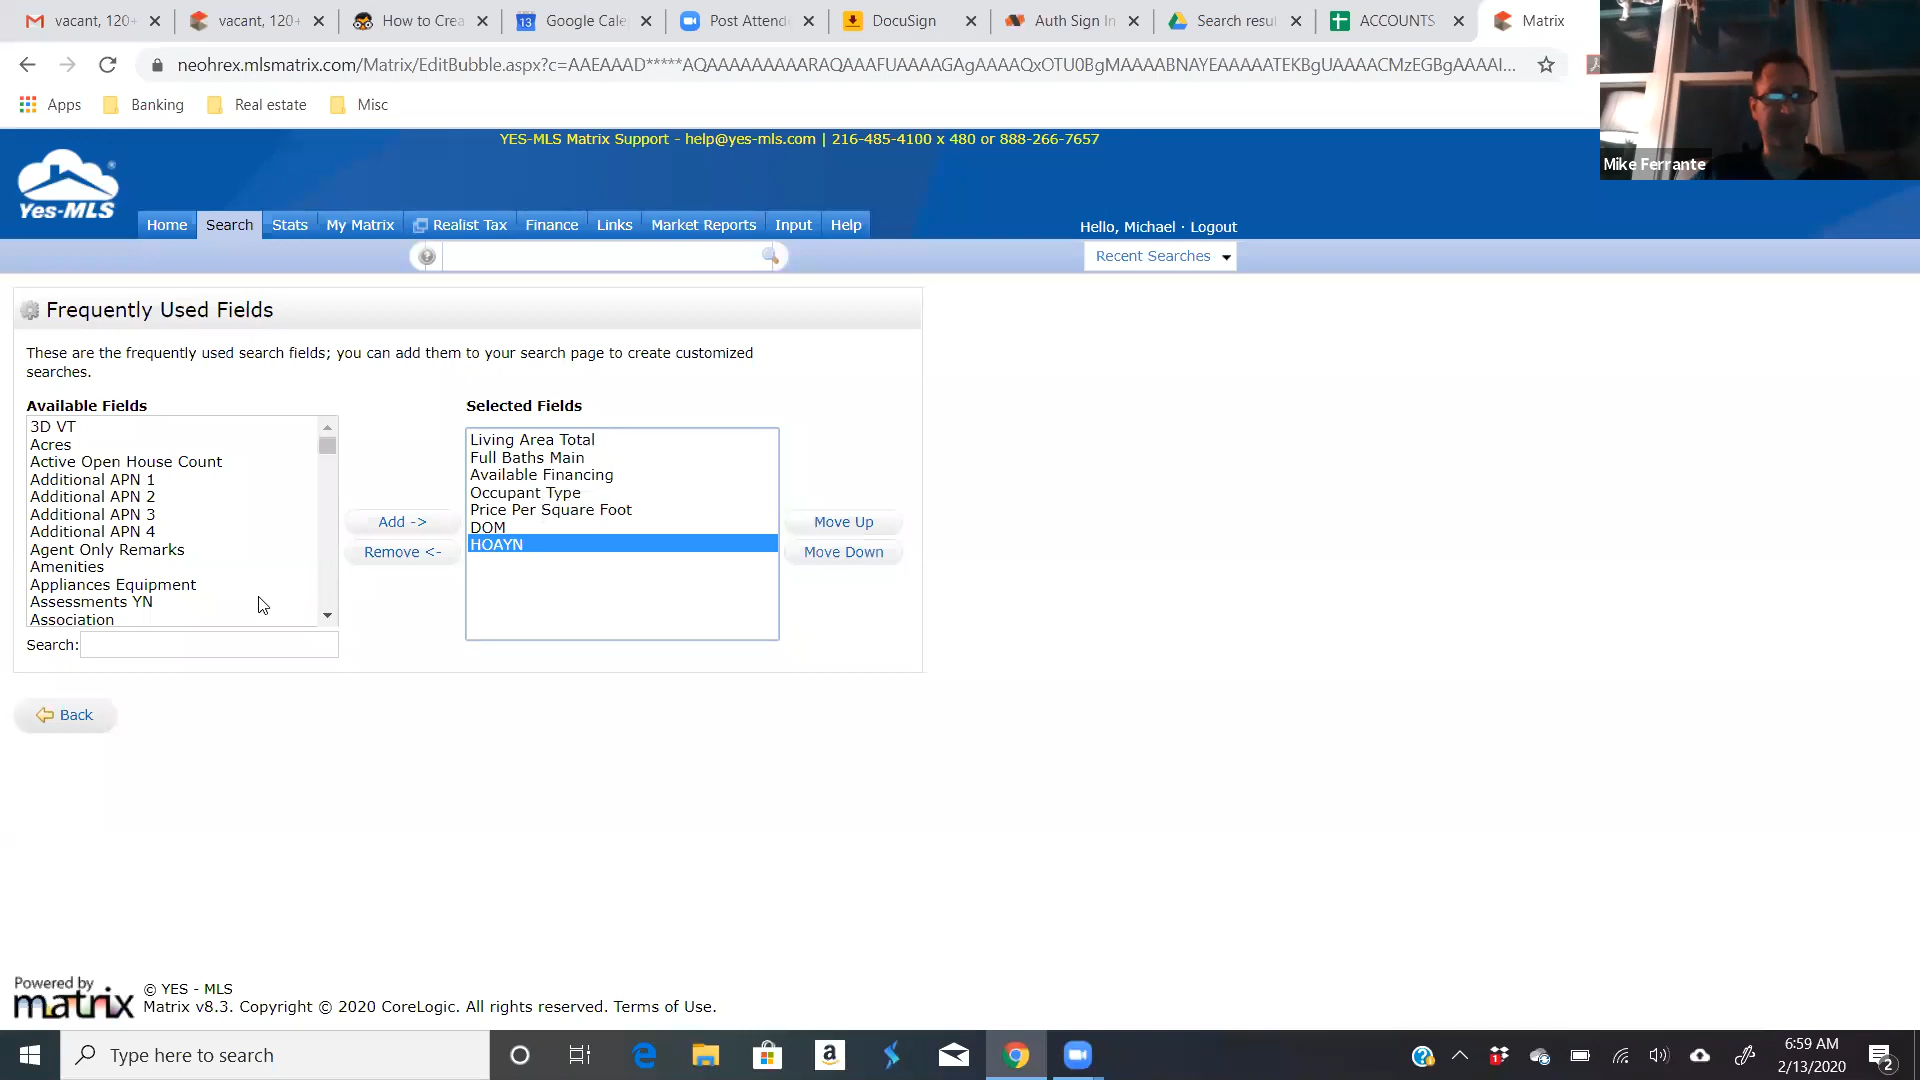 vacant, 120+
vacant, 120+
How to Crea
13
Google Cale
Post Attend
DocuSign
Auth Sign In
Search resul
ACCOUNTS
Matrix
neohrex.mlsmatrix.com/Matrix/EditBubble.aspx?c=AAEAAAD*****AQAAAAAAAAARAQAAAFUAAAAGAgAAAAQxOTU0BgMAAAABNAYEAAAAATEKBgUAAAACMzEGBgAAAAI...
Apps
Banking
Real estate
Misc
YES-MLS Matrix Support - help@yes-mls.com | 216-485-4100 x 480 or 888-266-7657
Mike Ferrante
Yes-MLS
Home
Search
Stats
My Matrix
Realist Tax
Finance
Links
Market Reports
Input
Help
Hello, Michael · Logout
Recent Searches
Frequently Used Fields
These are the frequently used search fields; you can add them to your search page to create customized
searches.
Available Fields
3D VT
Acres
Active Open House Count
Additional APN 1
Additional APN 2
Additional APN 3
Additional APN 4
Agent Only Remarks
Amenities
Appliances Equipment
Assessments YN
Association
Search:
Add ->
Remove <-
Selected Fields
Living Area Total
Full Baths Main
Available Financing
Occupant Type
Price Per Square Foot
DOM
HOAYN
Move Up
Move Down
Back
Powered by
matrix
© YES - MLS
Matrix v8.3. Copyright © 2020 CoreLogic. All rights reserved. Terms of Use.
Type here to search
6:59 AM
2/13/2020
2